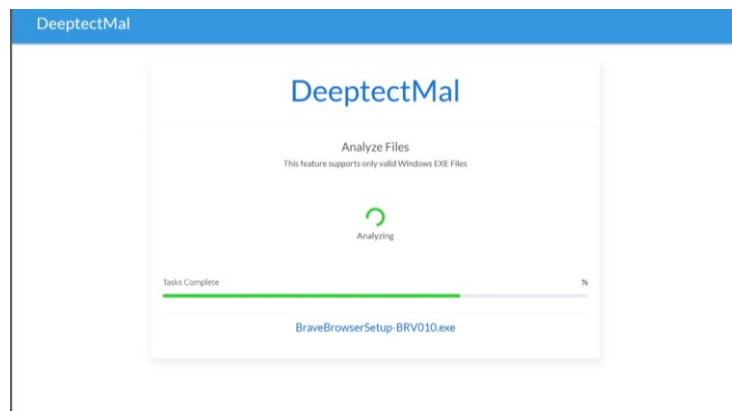 DeeptectMal
DeeptectMal
Analyze Files
This feature supports only valid Windows EXE Files
Analyzing
Tasks Complete %
BraveBrowserSetup-BRV010.exe